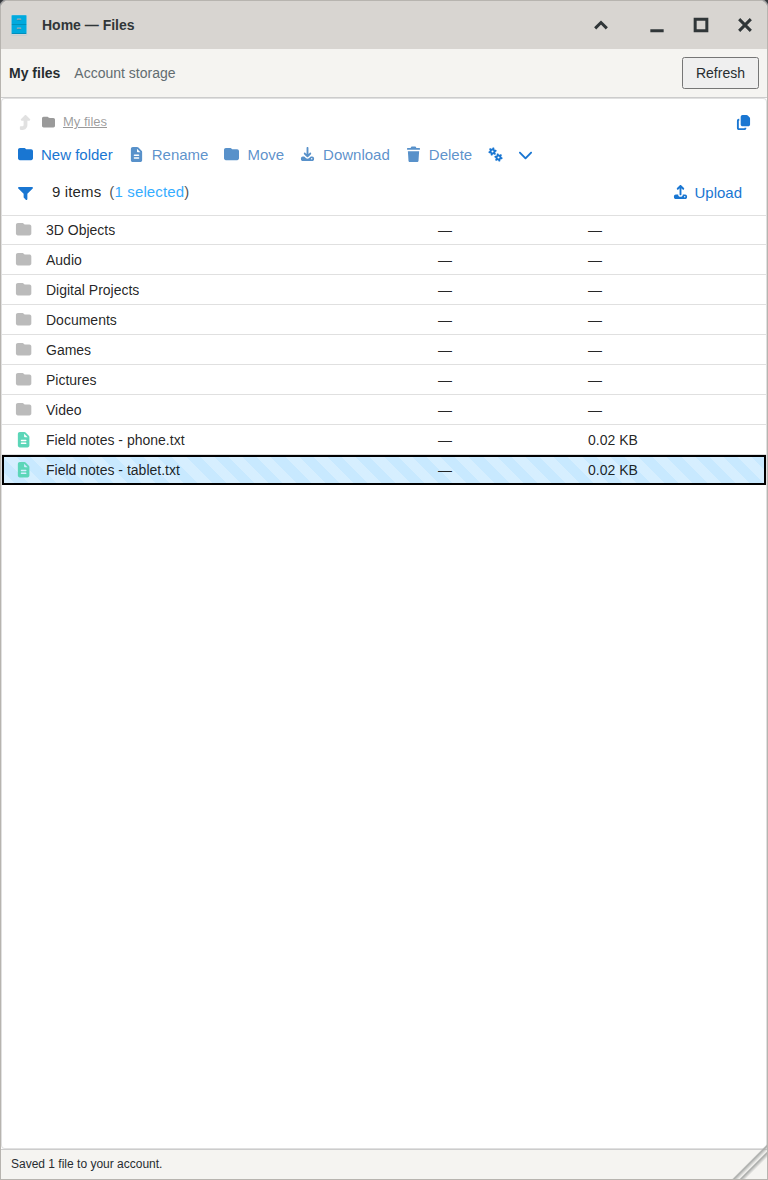 Home — Files
My files Account storage Refresh
My files
New folder Rename Move Download Delete
9 items (1 selected) Upload
3D Objects — —
Audio — —
Digital Projects — —
Documents — —
Games — —
Pictures — —
Video — —
Field notes - phone.txt — 0.02 KB
Field notes - tablet.txt — 0.02 KB
Saved 1 file to your account.